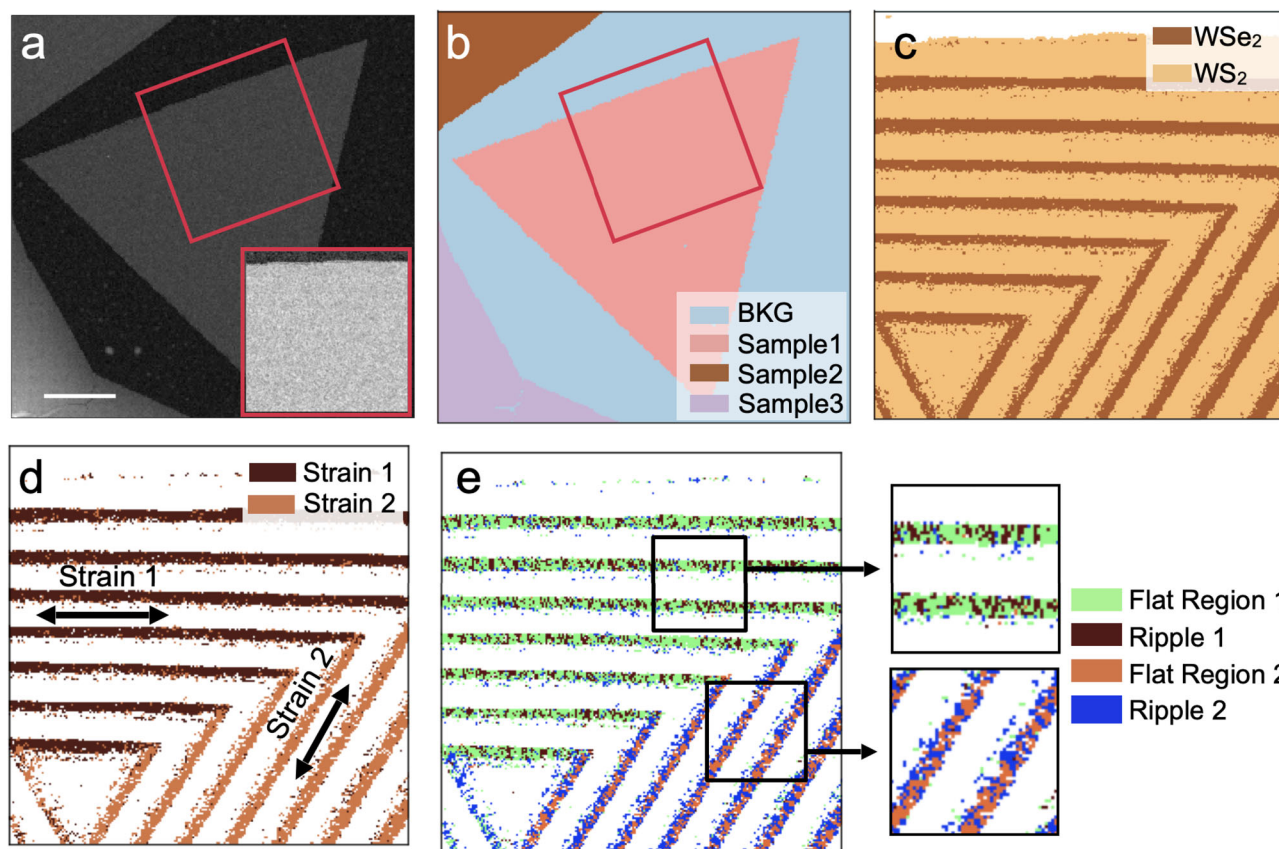 a
b
BKG
Sample1
Sample2
Sample3
c
WSe₂
WS₂
d
Strain 1
Strain 2
Strain 1
Strain 2
e
Flat Region 1
Ripple 1
Flat Region 2
Ripple 2